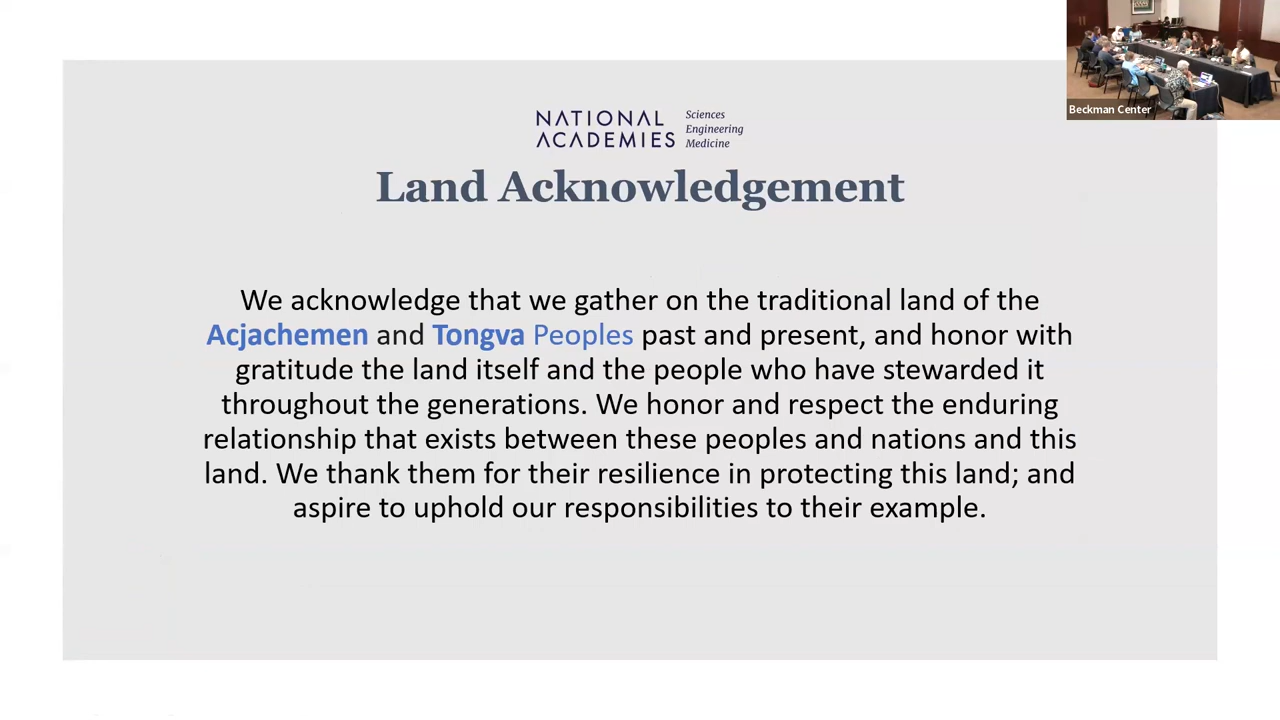 NATIONAL ACADEMIES
Sciences
Engineering
Medicine
Land Acknowledgement
We acknowledge that we gather on the traditional land of the
Acjachemen and Tongva Peoples past and present, and honor with
gratitude the land itself and the people who have stewarded it
throughout the generations. We honor and respect the enduring
relationship that exists between these peoples and nations and this
land. We thank them for their resilience in protecting this land; and
aspire to uphold our responsibilities to their example.
Beckman Center